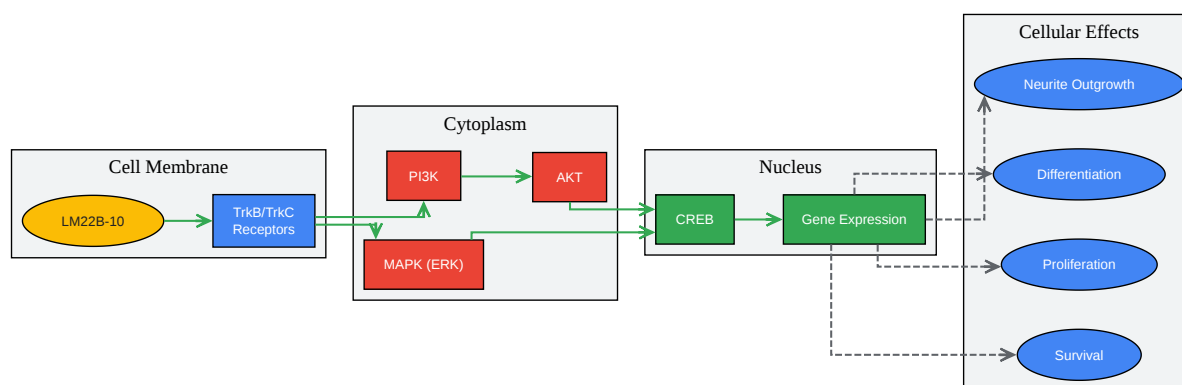 Cell Membrane
LM22B-10
TrkB/TrkC
Receptors
Cytoplasm
PI3K
AKT
MAPK (ERK)
Nucleus
CREB
Gene Expression
Cellular Effects
Neurite Outgrowth
Differentiation
Proliferation
Survival